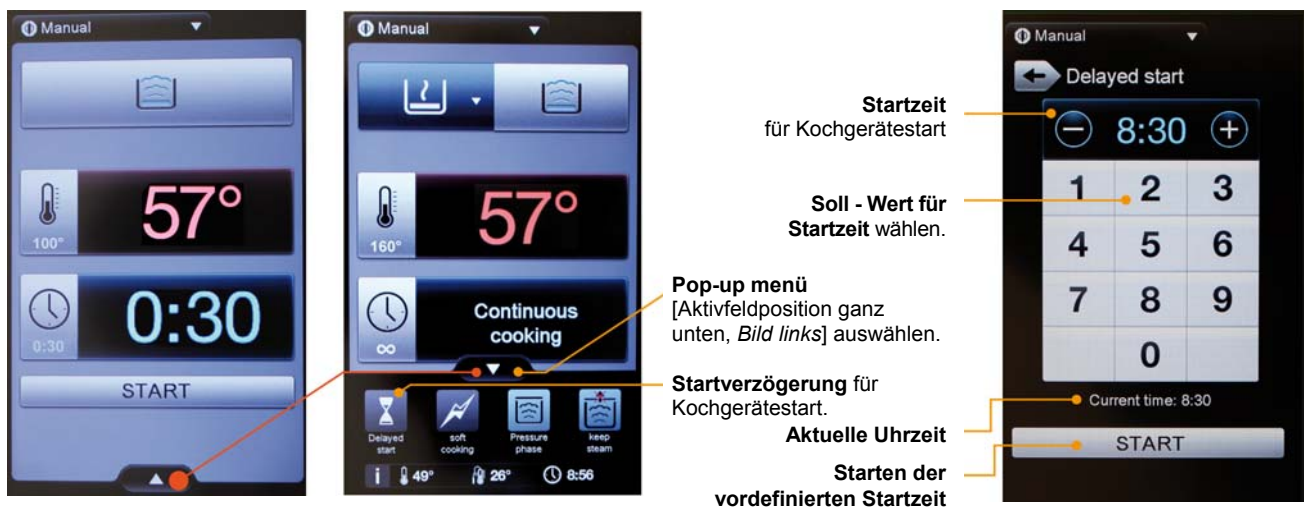 Manual
100°
57°
0:30
0:30
START
Manual
160°
57°
∞
Continuous
cooking
Delayed
start
soft
cooking
Pressure
phase
keep
steam
i 49° 26° 8:56
Startzeit
für Kochgerätestart
Soll - Wert für
Startzeit wählen.
Pop-up menü
[Aktivfeldposition ganz
unten, Bild links] auswählen.
Startverzögerung für
Kochgerätestart.
Aktuelle Uhrzeit
Starten der
vordefinierten Startzeit
Manual
Delayed start
− 8:30 +
1 2 3
4 5 6
7 8 9
0
Current time: 8:30
START